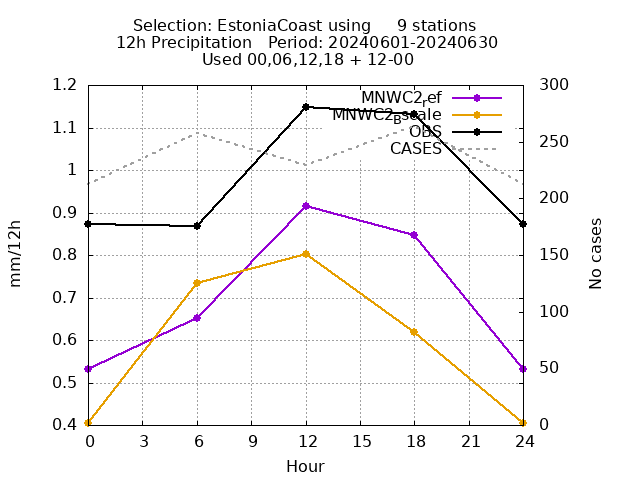 Selection: EstoniaCoast using 9 stations
12h Precipitation Period: 20240601-20240630
Used 00,06,12,18 + 12-00
1.2
1.1
1
0.9
0.8
0.7
0.6
0.5
0.4
300
250
200
150
100
50
0
MNWC2ref
MNWC2Bscale
OBS
CASES
mm/12h
No cases
0 3 6 9 12 15 18 21 24
Hour